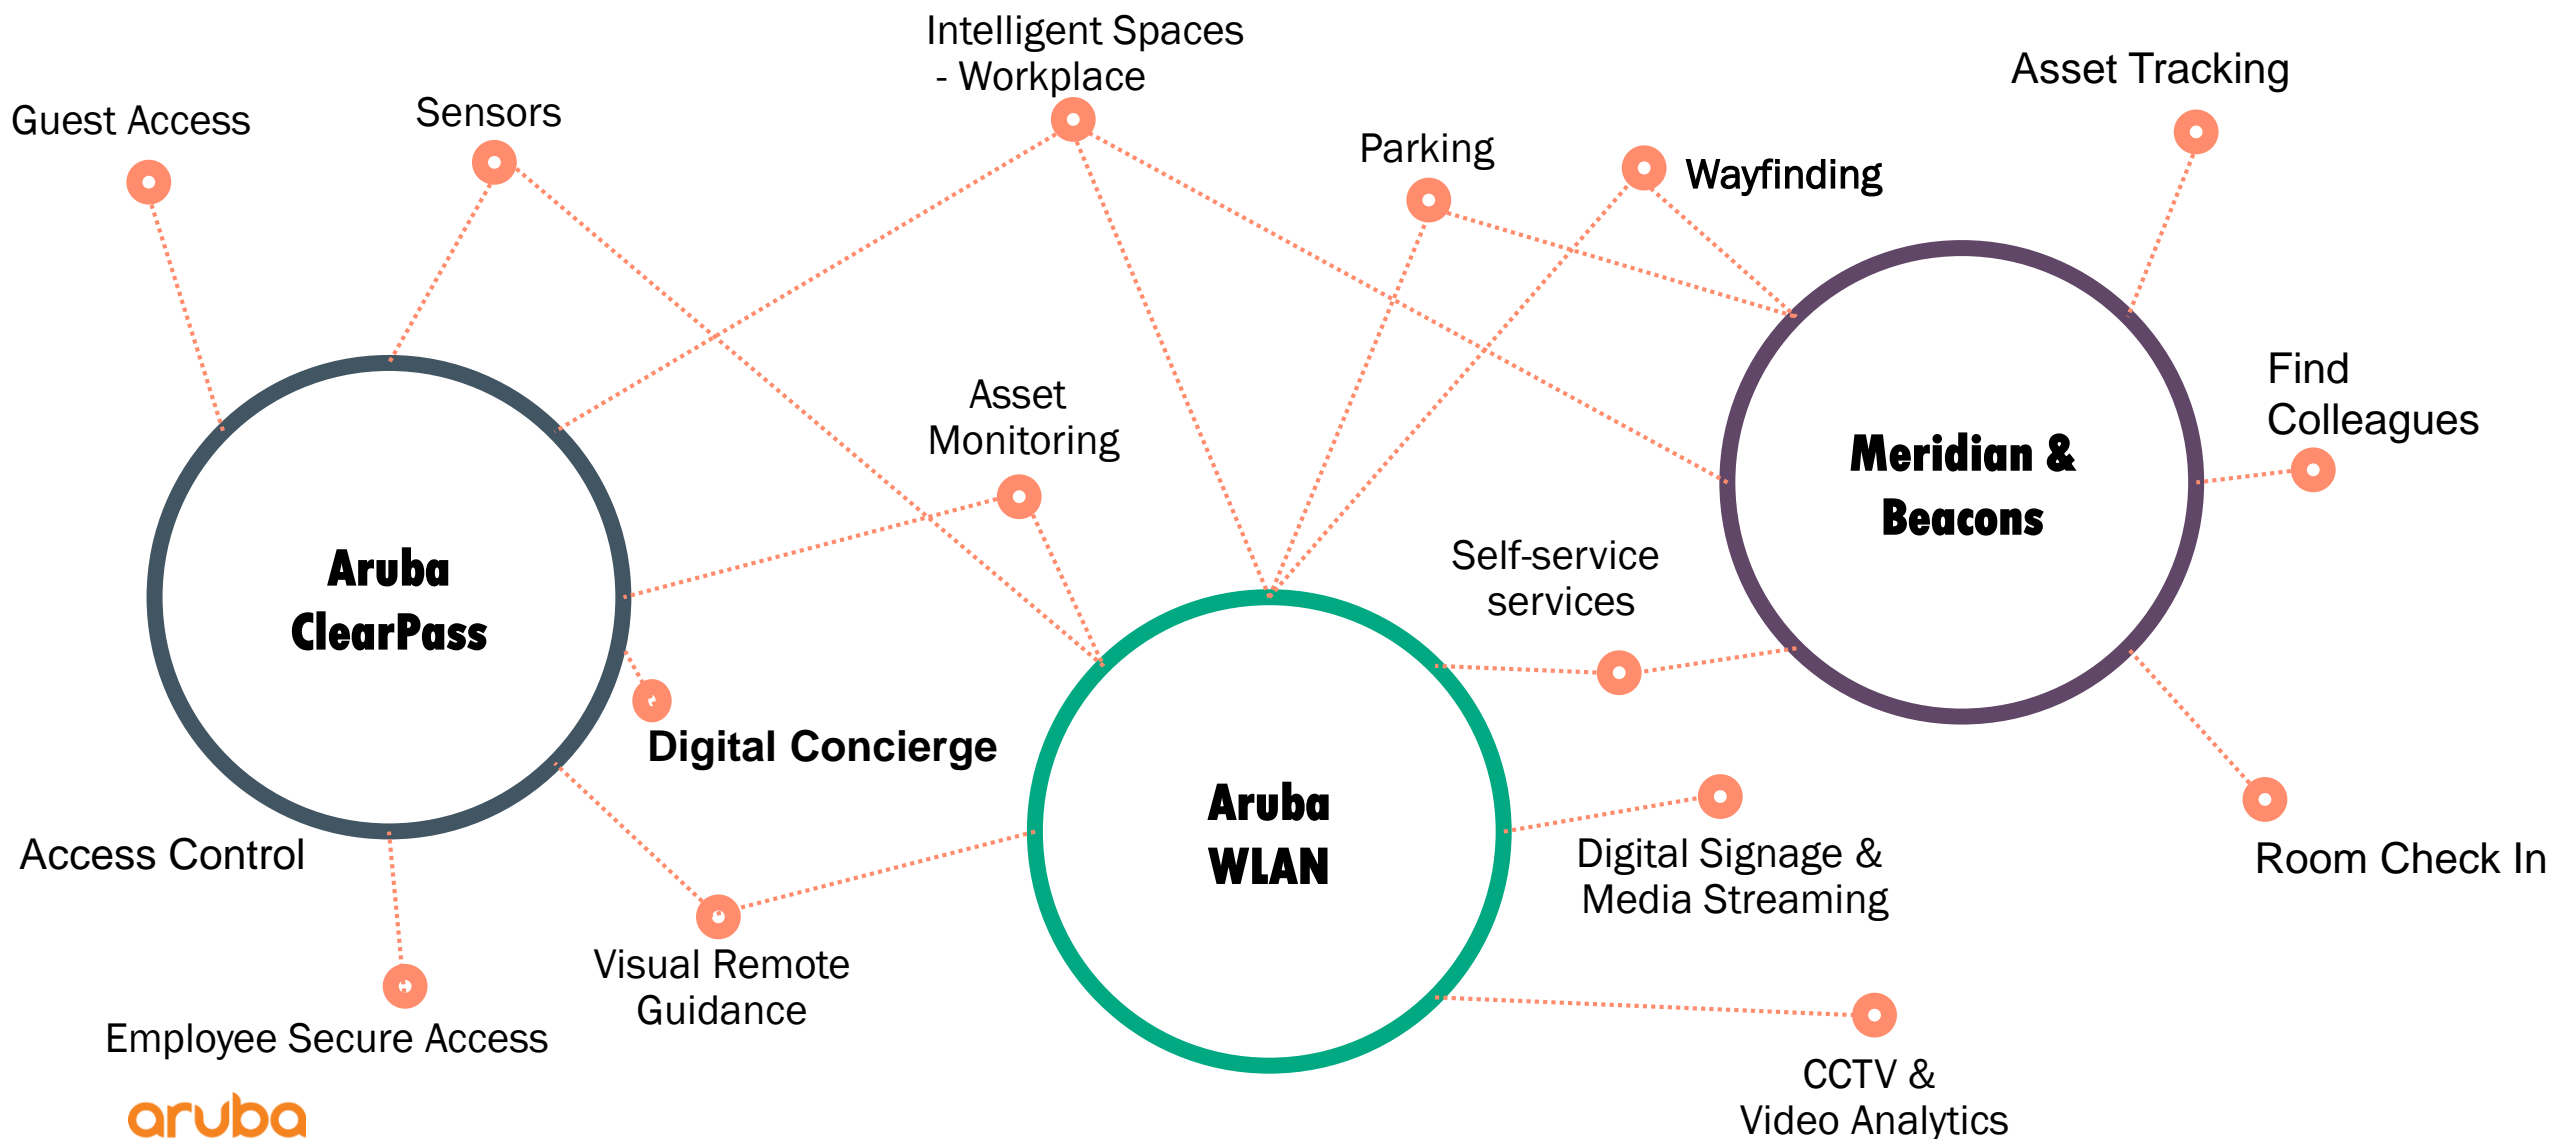 Intelligent Spaces
- Workplace
Asset Tracking
Guest Access
Sensors
Parking
Wayfinding
Find
Colleagues
Asset
Monitoring
Meridian &
Beacons
Aruba
ClearPass
Self-service
services
Digital Concierge
Aruba
WLAN
Access Control
Digital Signage &
Media Streaming
Room Check In
Visual Remote
Guidance
Employee Secure Access
CCTV &
Video Analytics
aruba